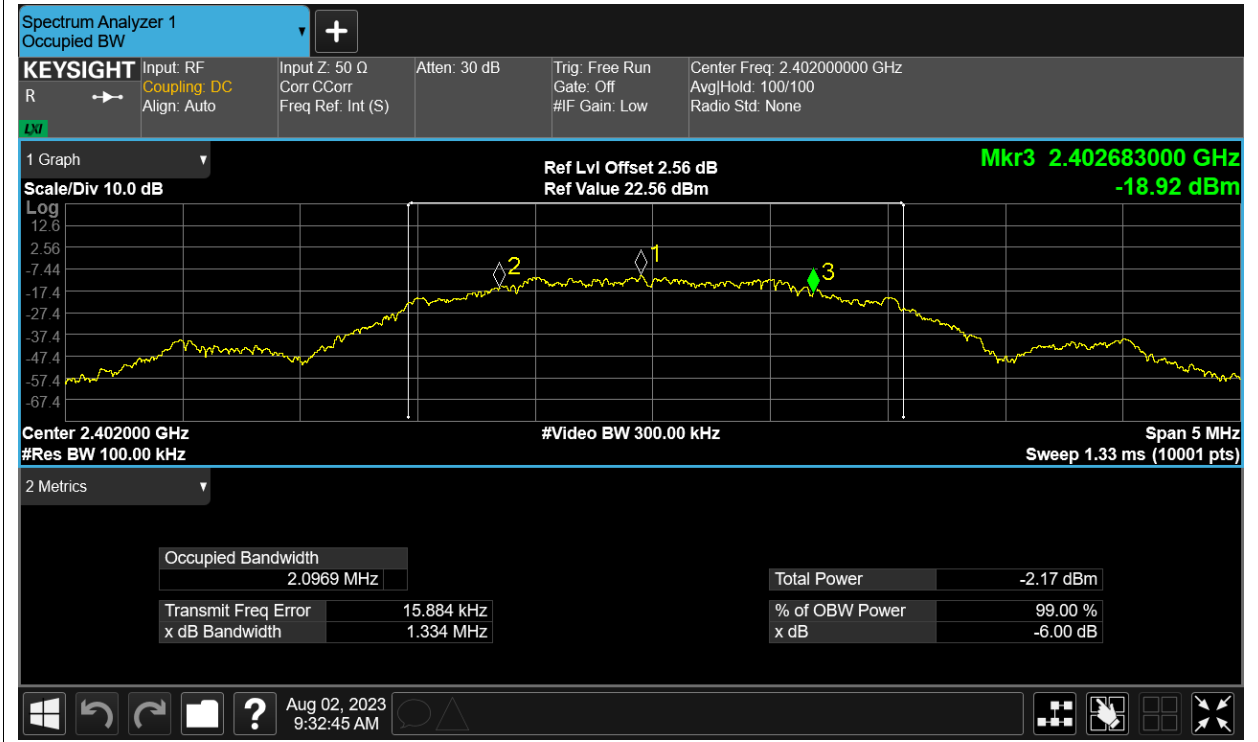 Spectrum Analyzer 1
Occupied BW
KEYSIGHT
R
LXI
Input: RF
Coupling: DC
Align: Auto
Input Z: 50 Ω
Corr CCorr
Freq Ref: Int (S)
Atten: 30 dB
Trig: Free Run
Gate: Off
#IF Gain: Low
Center Freq: 2.402000000 GHz
Avg|Hold: 100/100
Radio Std: None
1 Graph
Scale/Div 10.0 dB
Ref Lvl Offset 2.56 dB
Ref Value 22.56 dBm
Mkr3 2.402683000 GHz
-18.92 dBm
Log
12.6
2.56
-7.44
-17.4
-27.4
-37.4
-47.4
-57.4
-67.4
2
1
3
Center 2.402000 GHz
#Video BW 300.00 kHz
Span 5 MHz
#Res BW 100.00 kHz
Sweep 1.33 ms (10001 pts)
2 Metrics
Occupied Bandwidth
2.0969 MHz
Total Power -2.17 dBm
Transmit Freq Error 15.884 kHz
% of OBW Power 99.00 %
x dB Bandwidth 1.334 MHz
x dB -6.00 dB
?
Aug 02, 2023
9:32:45 AM